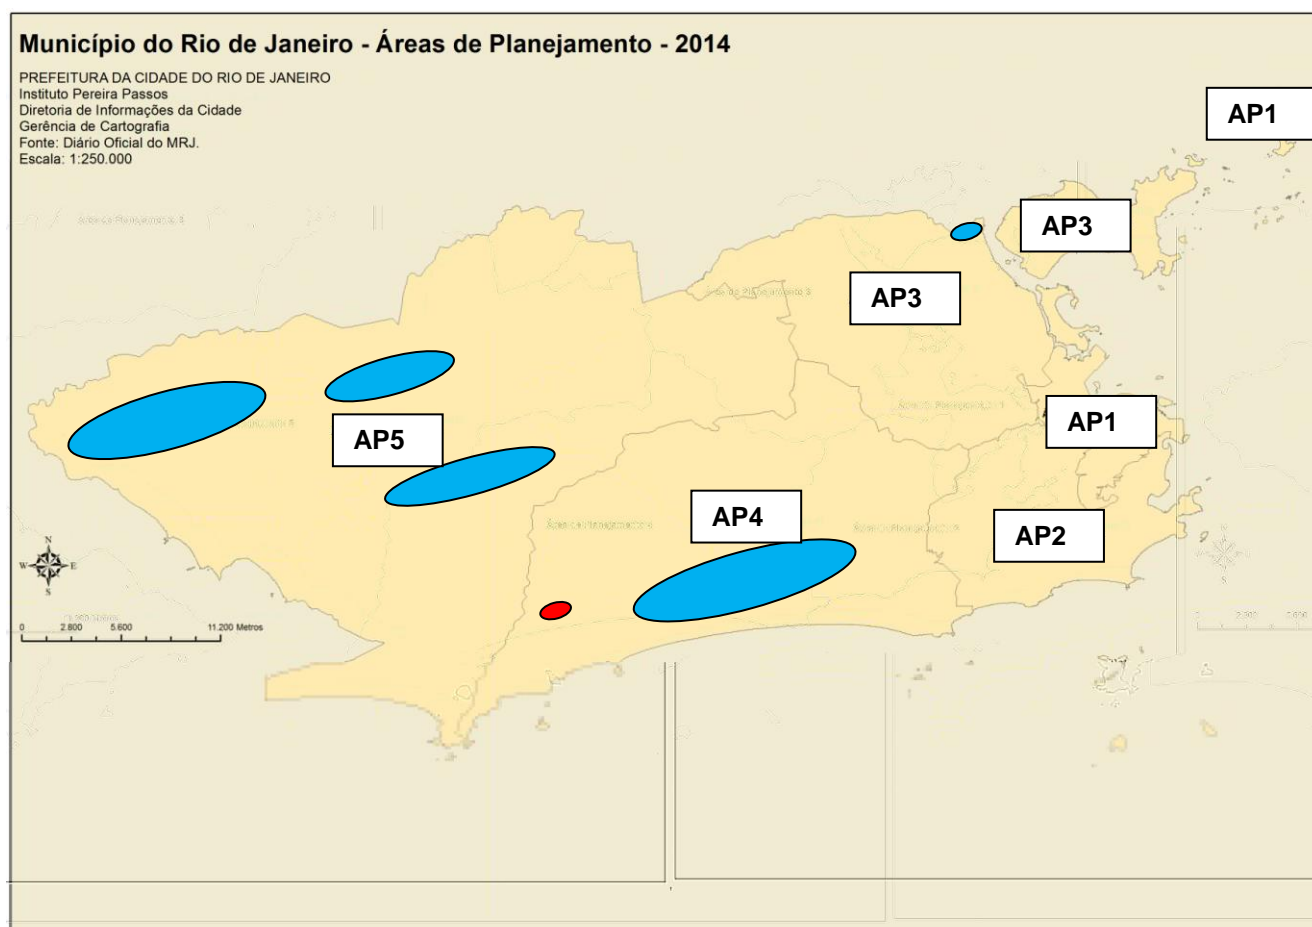 Município do Rio de Janeiro - Áreas de Planejamento - 2014
PREFEITURA DA CIDADE DO RIO DE JANEIRO
Instituto Pereira Passos
Diretoria de Informações da Cidade
Gerência de Cartografia
Fonte: Diário Oficial do MRJ.
Escala: 1:250.000
AP1
AP3
AP3
AP1
AP5
AP4
AP2
N
W E
S
0 2.800 5.600 11.200 Metros